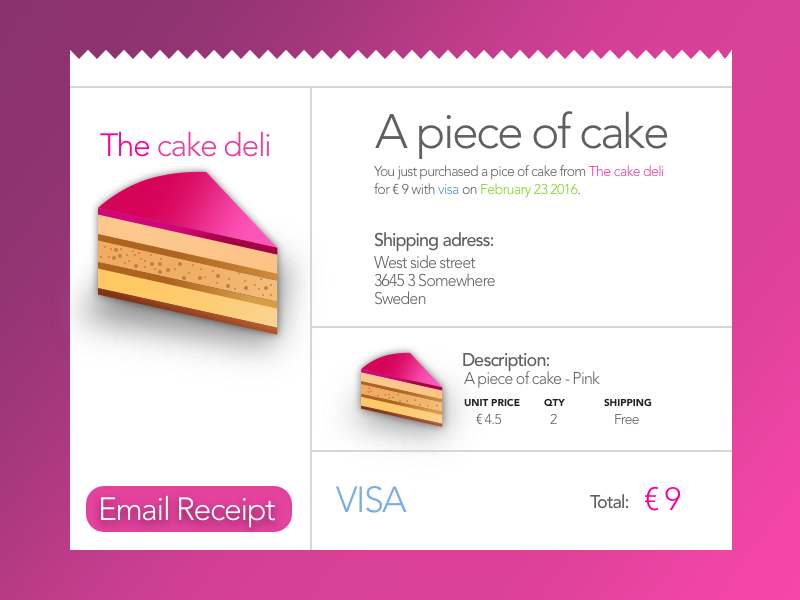 The cake deli
Email Receipt
A piece of cake
You just purchased a pice of cake from The cake deli
for € 9 with visa on February 23 2016.
Shipping adress:
West side street
3645 3 Somewhere
Sweden
Description:
A piece of cake - Pink
UNIT PRICE QTY SHIPPING
€ 4.5 2 Free
VISA Total: € 9